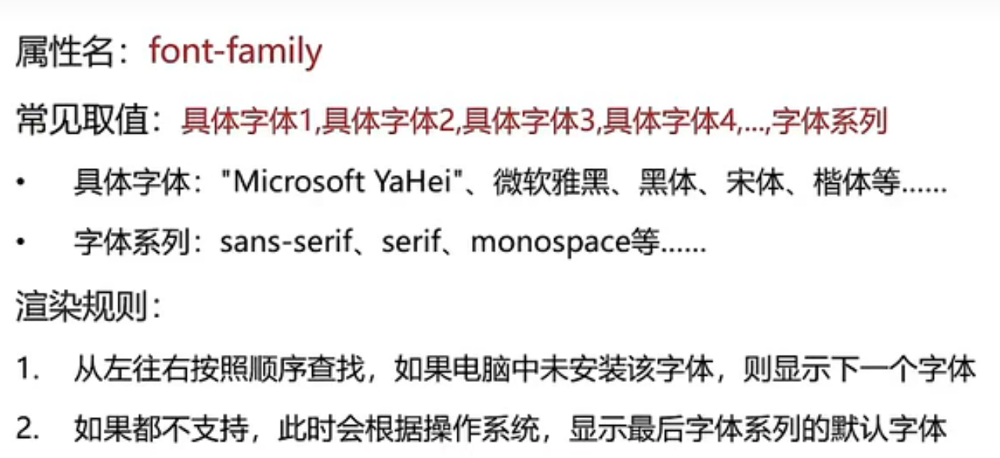 属性名：font-family
常见取值：具体字体1,具体字体2,具体字体3,具体字体4,...,字体系列
• 具体字体："Microsoft YaHei"、微软雅黑、黑体、宋体、楷体等……
• 字体系列：sans-serif、serif、monospace等……
渲染规则：
1. 从左往右按照顺序查找，如果电脑中未安装该字体，则显示下一个字体
2. 如果都不支持，此时会根据操作系统，显示最后字体系列的默认字体